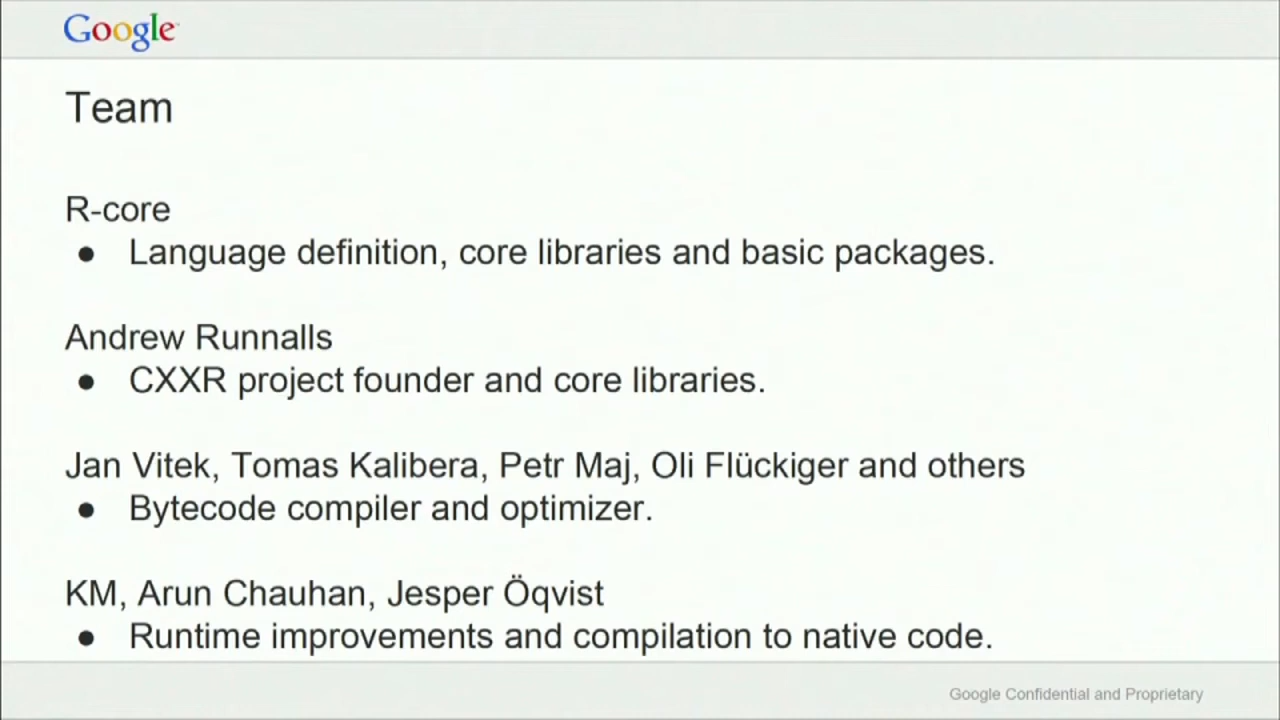 Google
Team
R-core
● Language definition, core libraries and basic packages.
Andrew Runnalls
● CXXR project founder and core libraries.
Jan Vitek, Tomas Kalibera, Petr Maj, Oli Flückiger and others
● Bytecode compiler and optimizer.
KM, Arun Chauhan, Jesper Öqvist
● Runtime improvements and compilation to native code.
Google Confidential and Proprietary